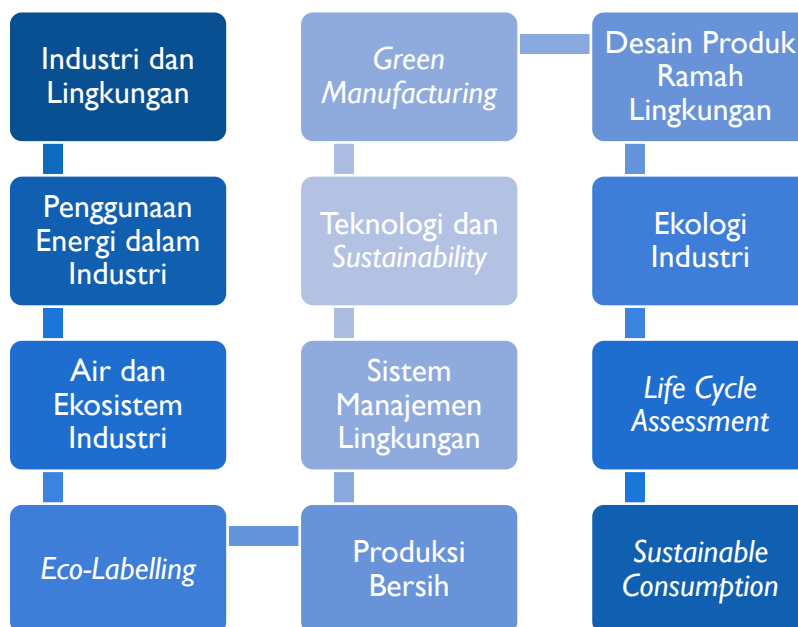 Industri dan
Lingkungan
Penggunaan
Energi dalam
Industri
Air dan
Ekosistem
Industri
Eco-Labelling
Produksi
Bersih
Sistem
Manajemen
Lingkungan
Teknologi dan
Sustainability
Green
Manufacturing
Desain Produk
Ramah
Lingkungan
Ekologi
Industri
Life Cycle
Assessment
Sustainable
Consumption